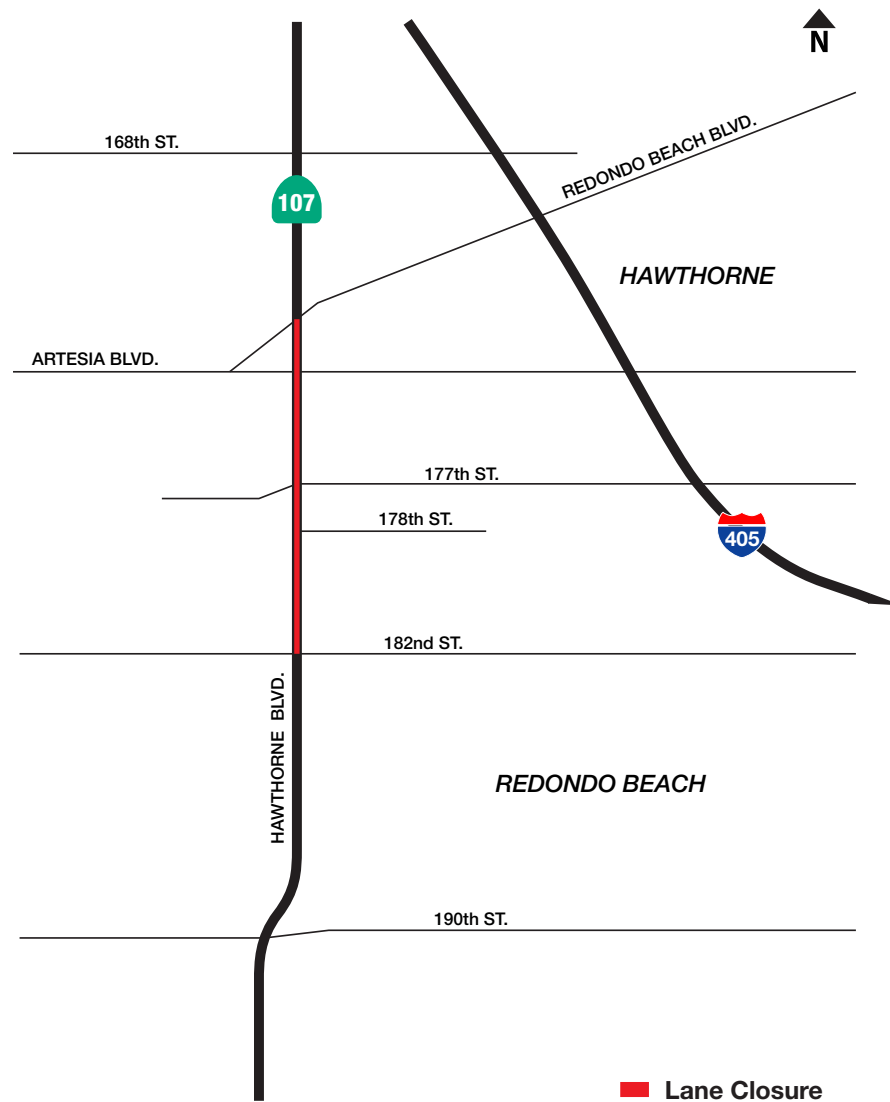 N
168th ST.
REDONDO BEACH BLVD.
107
HAWTHORNE
ARTESIA BLVD.
177th ST.
178th ST.
405
182nd ST.
HAWTHORNE BLVD.
REDONDO BEACH
190th ST.
Lane Closure